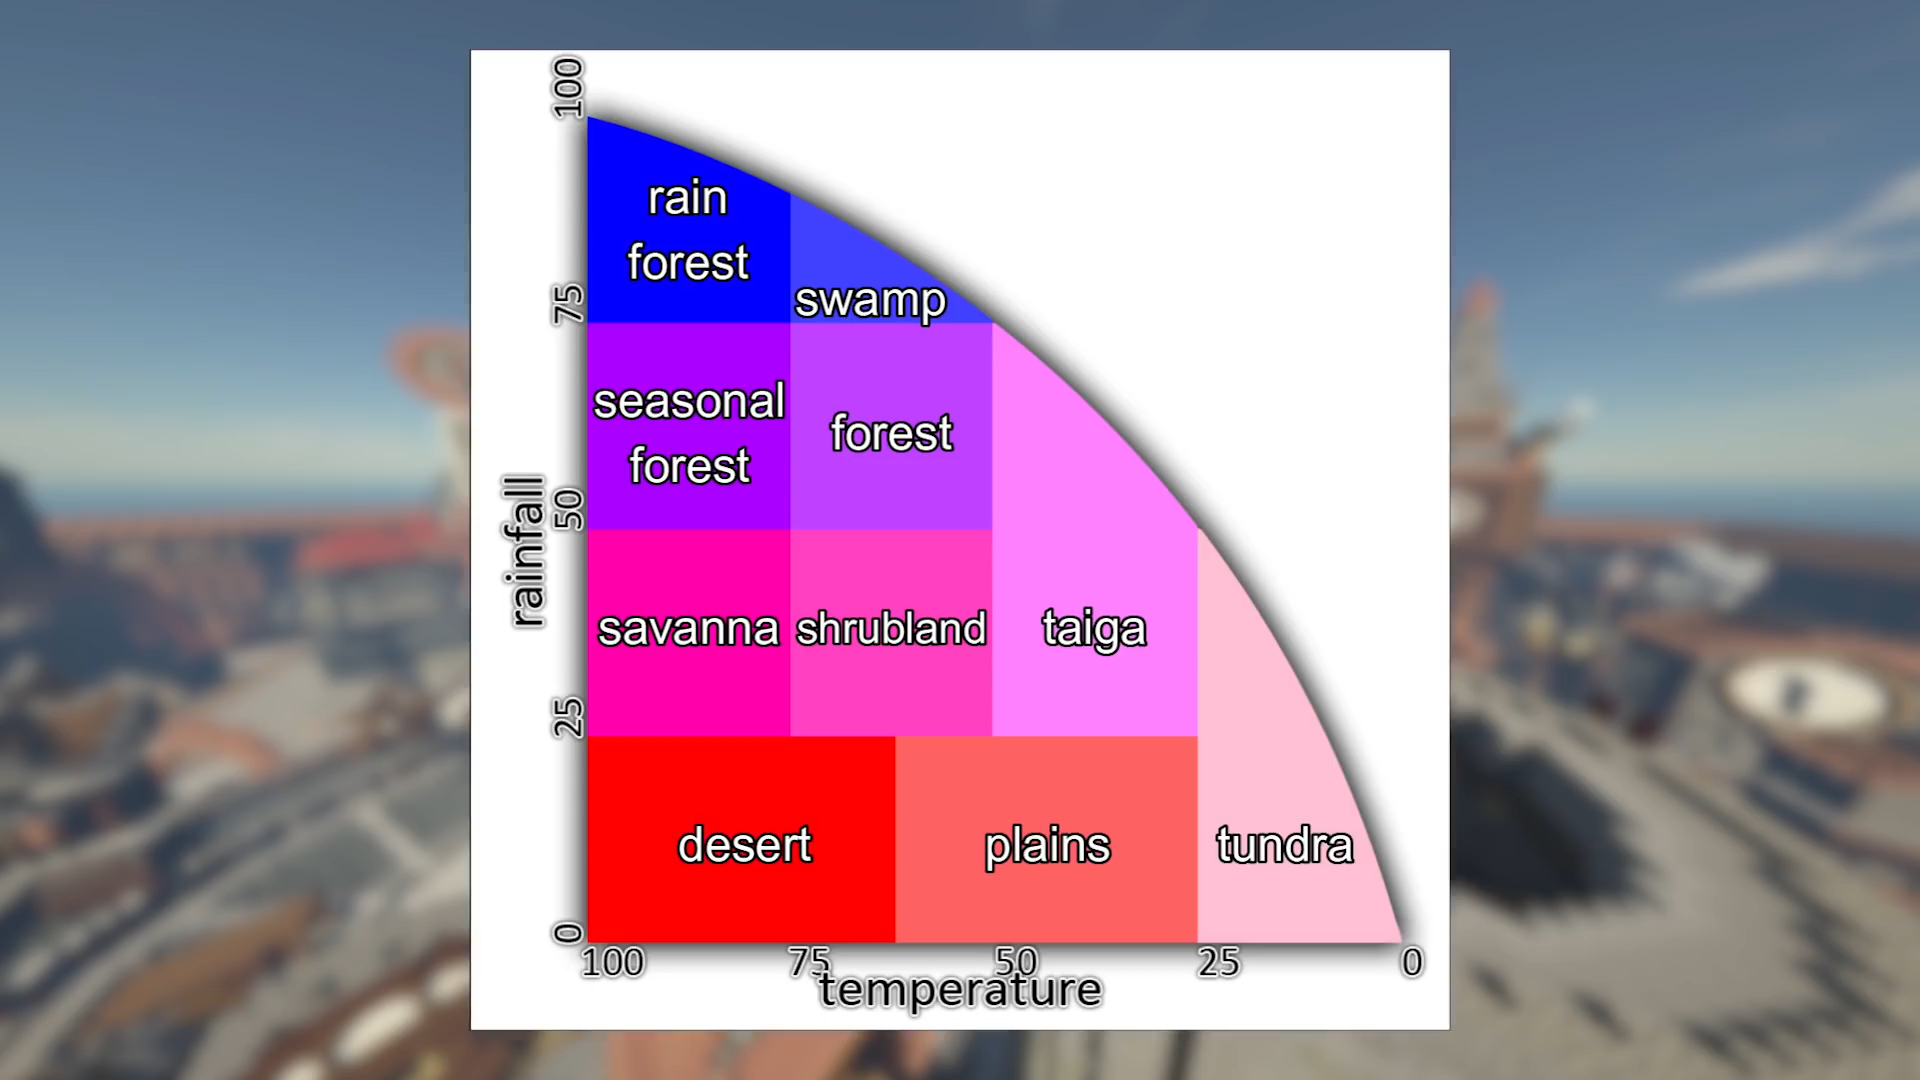 100
rain
forest
75
swamp
seasonal
forest
forest
50
rainfall
savanna
shrubland
taiga
25
desert
plains
tundra
0
100
75
50
25
0
temperature